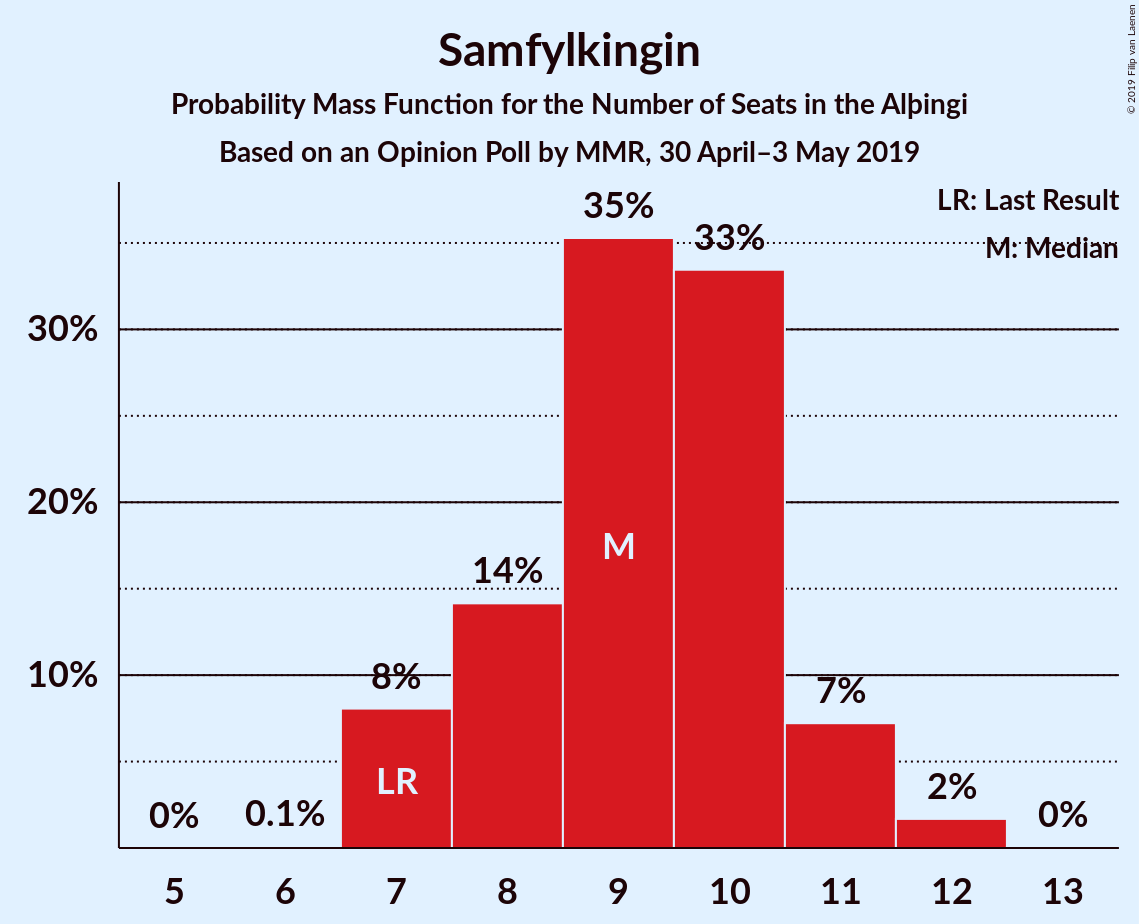 Samfylkingin
Probability Mass Function for the Number of Seats in the Alþingi
Based on an Opinion Poll by MMR, 30 April–3 May 2019
© 2019 Filip van Laenen
LR: Last Result
M: Median
35%
33%
30%
20%
14%
M
10%
8%
7%
LR
2%
0%
0.1%
0%
5 6 7 8 9 10 11 12 13